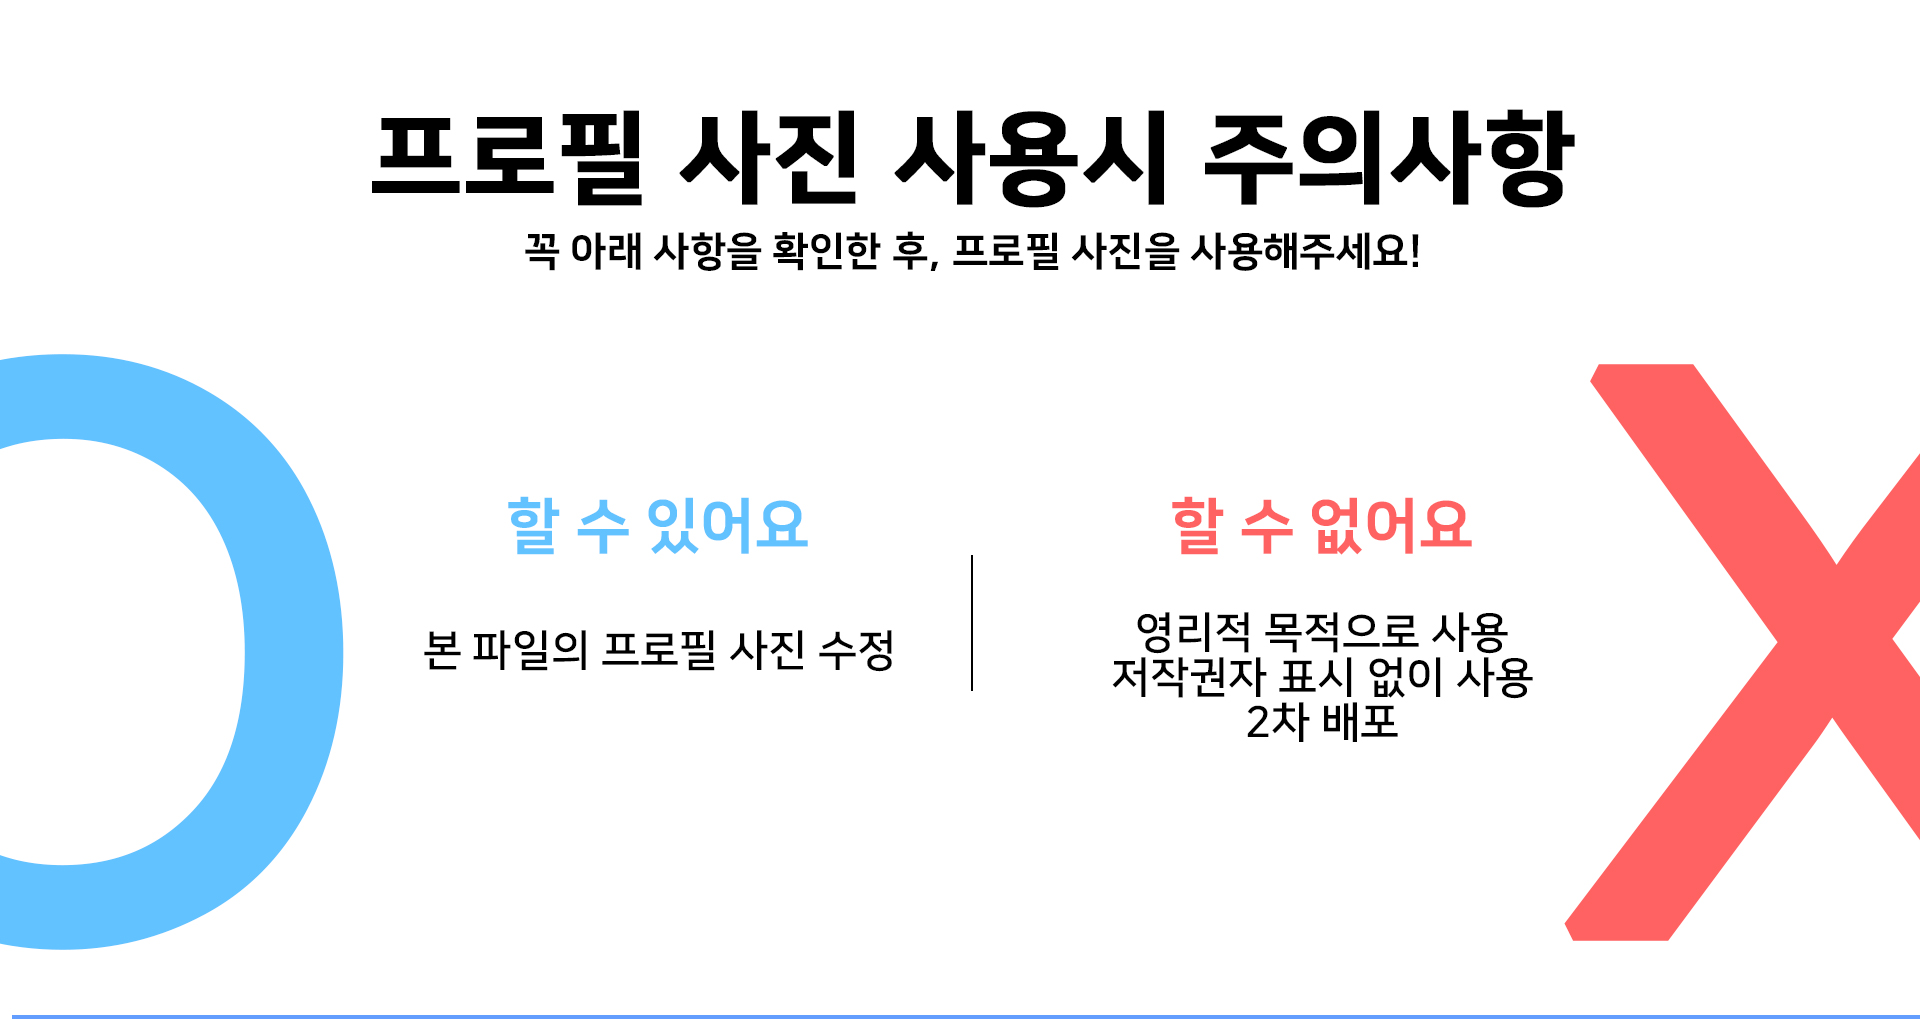 프로필 사진 사용시 주의사항
꼭 아래 사항을 확인한 후, 프로필 사진을 사용해주세요!
O
할 수 있어요
본 파일의 프로필 사진 수정
할 수 없어요
영리적 목적으로 사용
저작권자 표시 없이 사용
2차 배포
X